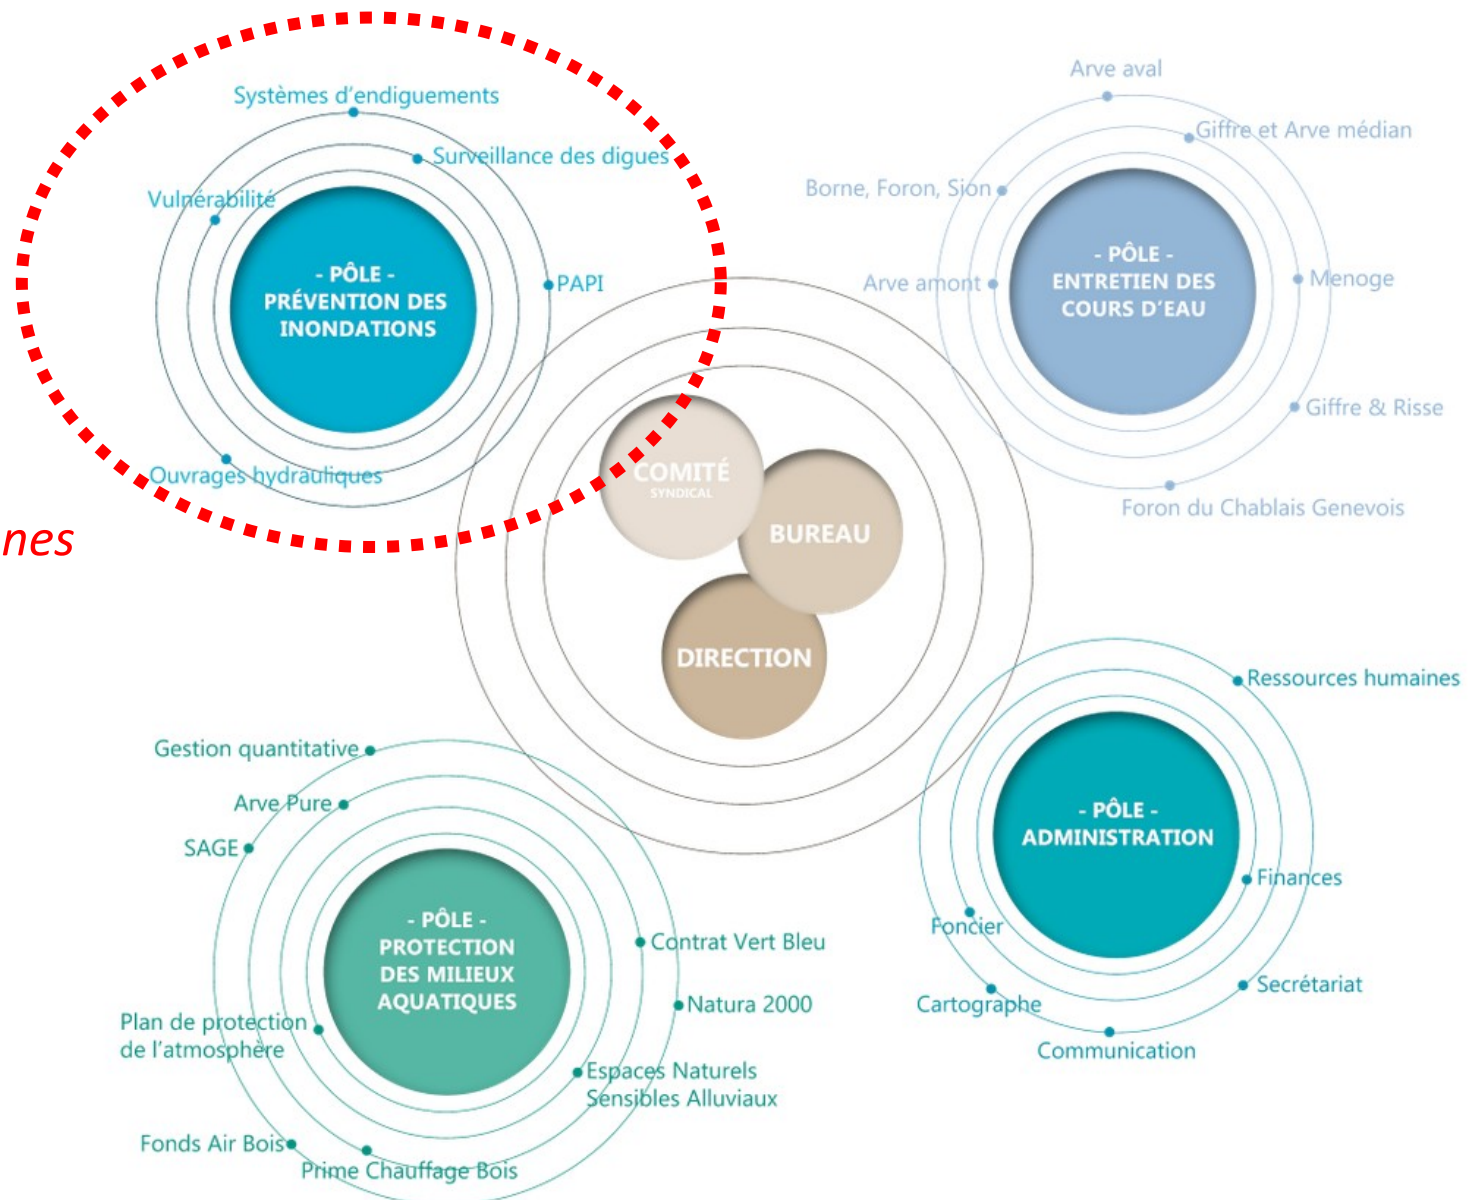 Systèmes d'endiguements
Surveillance des digues
Vulnérabilité
- PÔLE -
PRÉVENTION DES
INONDATIONS
PAPI
Ouvrages hydrauliques
nes
Arve aval
Giffre et Arve médian
Borne, Foron, Sion
- PÔLE -
ENTRETIEN DES
COURS D'EAU
Arve amont
Menoge
Giffre & Risse
Foron du Chablais Genevois
COMITÉ
SYNDICAL
BUREAU
DIRECTION
Gestion quantitative
Arve Pure
SAGE
- PÔLE -
PROTECTION
DES MILIEUX
AQUATIQUES
Contrat Vert Bleu
Natura 2000
Plan de protection
de l'atmosphère
Espaces Naturels
Sensibles Alluviaux
Fonds Air Bois
Prime Chauffage Bois
Ressources humaines
- PÔLE -
ADMINISTRATION
Finances
Foncier
Secrétariat
Cartographe
Communication